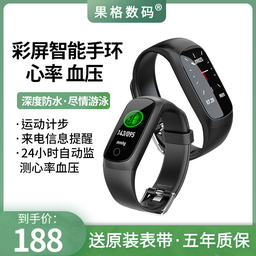 果格数码®
彩屏智能手环
心率 血压
深度防水·尽情游泳
·运动计步
·来电信息提醒
·24小时自动监
测心率血压
143/095
mmHg
到手价:
188
送原装表带·五年质保